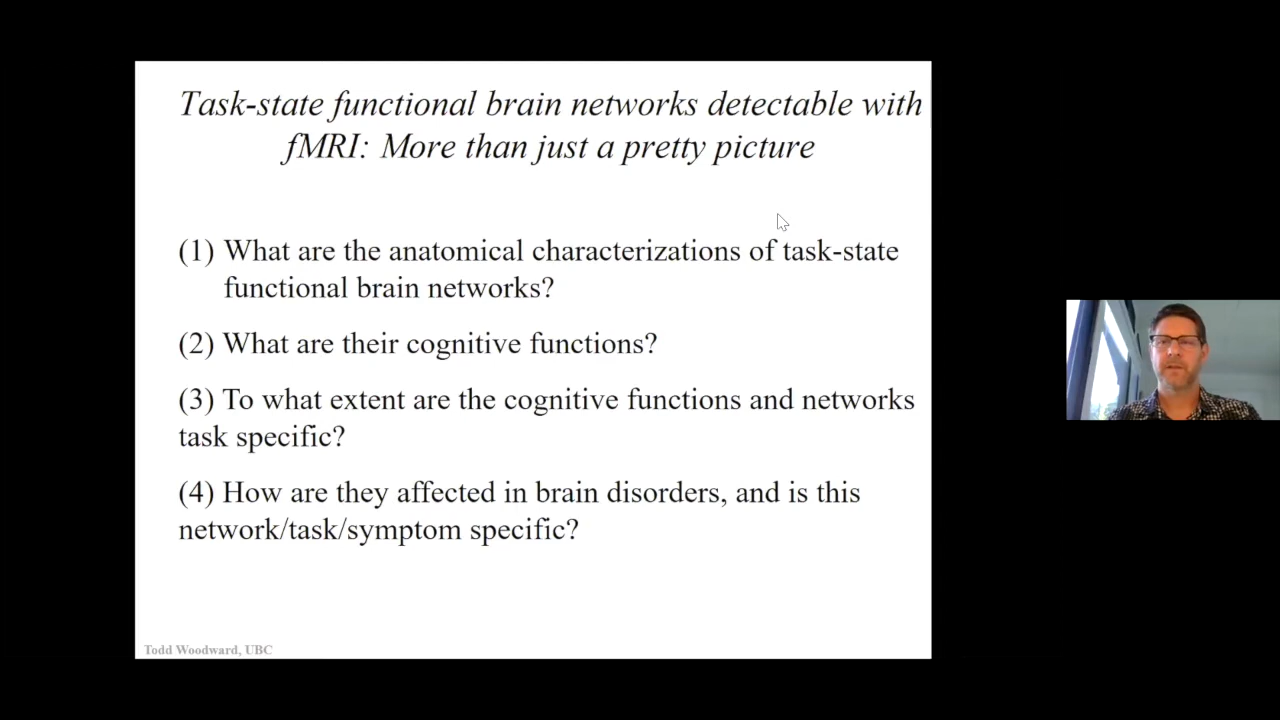 Task-state functional brain networks detectable with
fMRI: More than just a pretty picture
(1) What are the anatomical characterizations of task-state
functional brain networks?
(2) What are their cognitive functions?
(3) To what extent are the cognitive functions and networks
task specific?
(4) How are they affected in brain disorders, and is this
network/task/symptom specific?
Todd Woodward, UBC